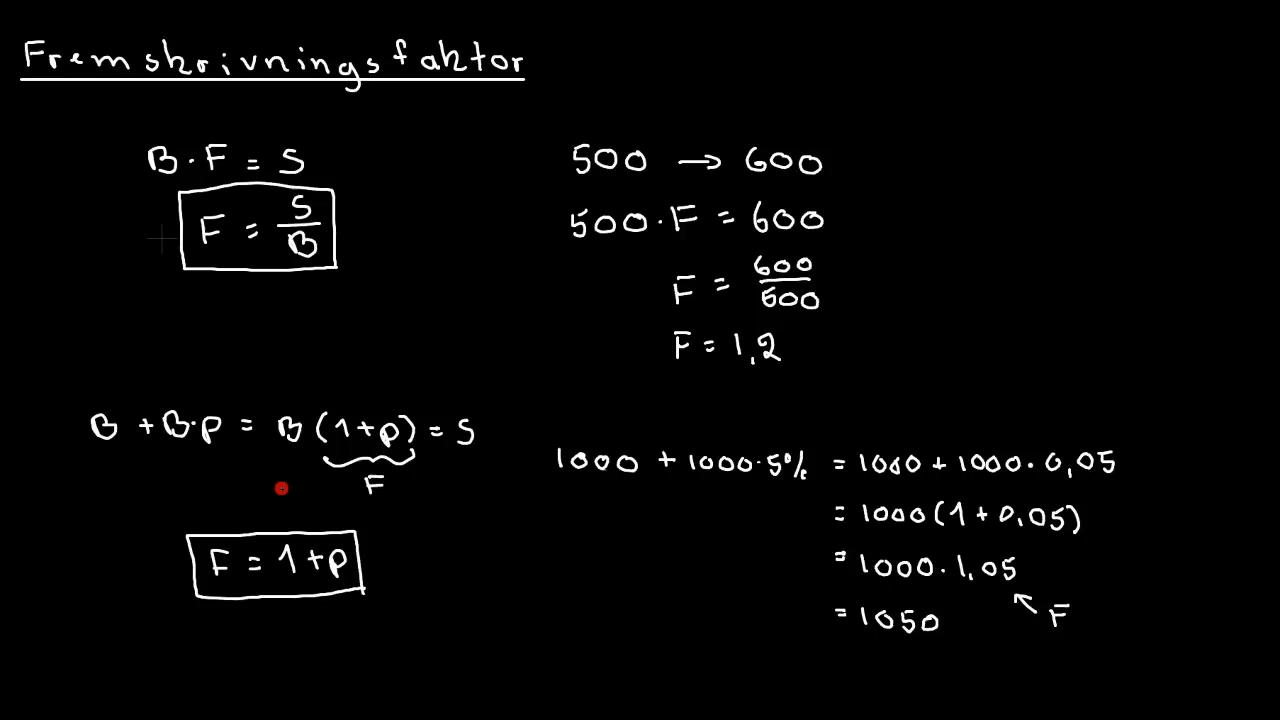 Fremskrivningsfaktor
B · F = S
F = S/B
500 → 600
500 · F = 600
F = 600/500
F = 1,2
B + B·p = B (1+p) = S
F
F = 1+p
1000 + 1000·5% = 1000 + 1000 · 0,05
= 1000 (1 + 0,05)
= 1000 · 1,05
= 1050
F